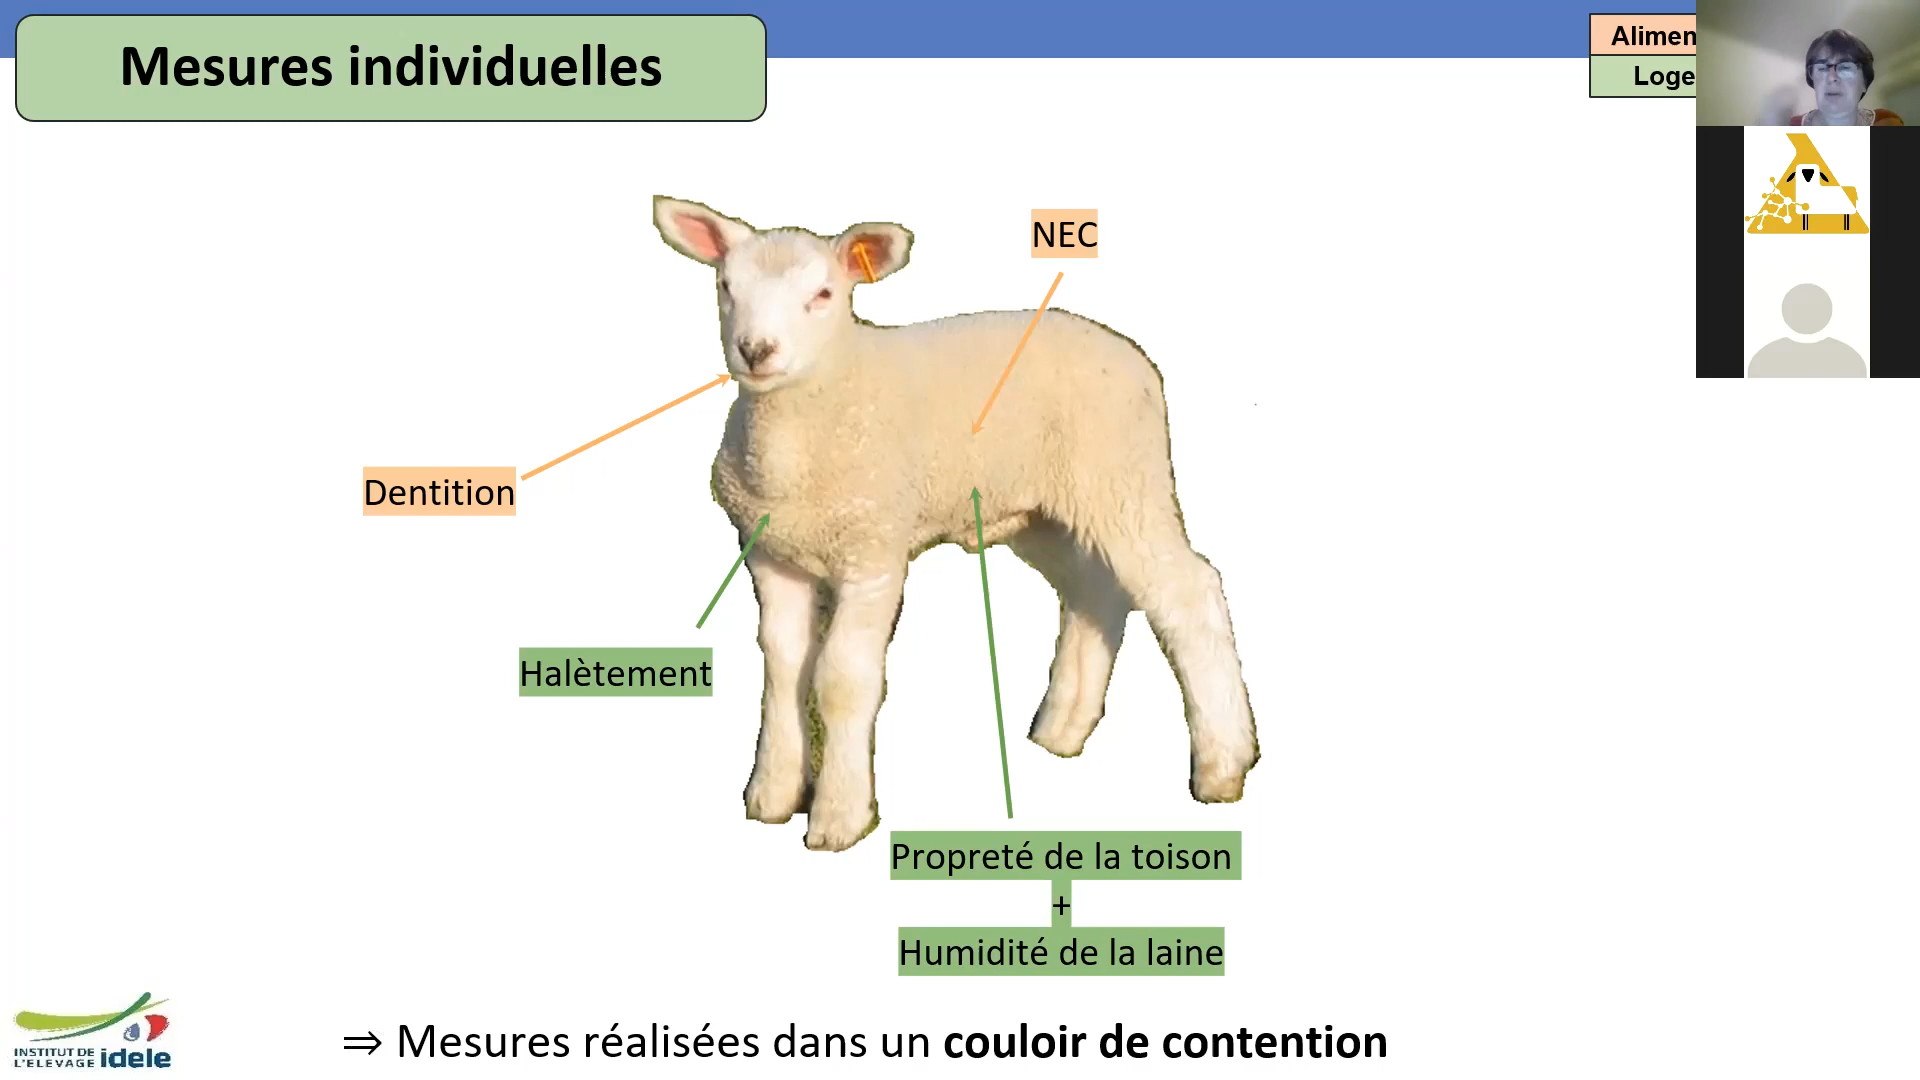 Mesures individuelles
Alimen
Loge
NEC
Dentition
Halètement
Propreté de la toison
+
Humidité de la laine
⇒ Mesures réalisées dans un couloir de contention
INSTITUT DE
L'ELEVAGE idele